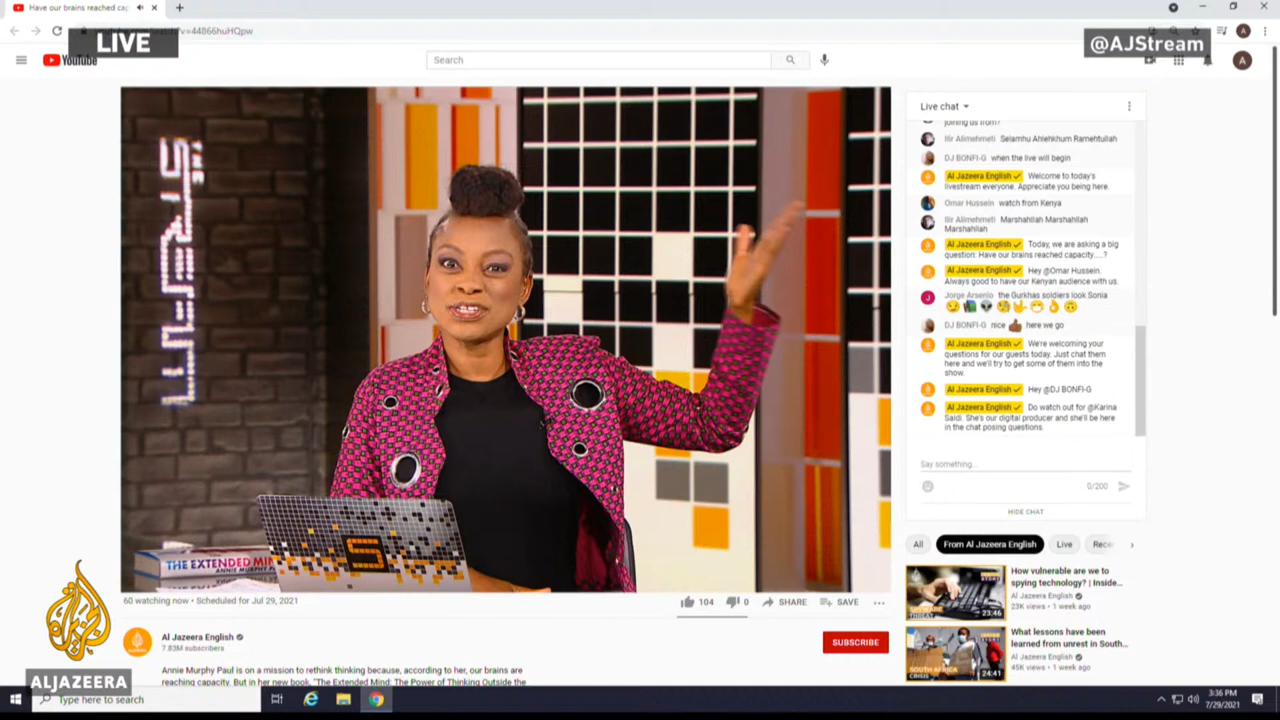 Have our brains reached cap
LIVE
@AJStream
YouTube
Search
A
Live chat
joining us from?
Ilir Alimehmeti Selamhu Ahlehkhum Ramehtullah
DJ BONFI-G when the live will begin
Al Jazeera English Welcome to today's
livestream everyone. Appreciate you being here.
Omar Hussein watch from Kenya
Ilir Alimehmeti Marshahllah Marshahllah
Marshahllah
Al Jazeera English Today, we are asking a big
question: Have our brains reached capacity.....?
Al Jazeera English Hey @Omar Hussein.
Always good to have our Kenyan audience with us.
J Jorge Arsenio the Gurkhas soldiers look Sonia
DJ BONFI-G nice here we go
Al Jazeera English We're welcoming your
questions for our guests today. Just chat them
here and we'll try to get some of them into the
show.
Al Jazeera English Hey @DJ BONFI-G
Al Jazeera English Do watch out for @Karina
Saidi. She's our digital producer and she'll be here
in the chat posing questions.
Say something...
0/200
HIDE CHAT
THE EXTENDED MIN
S
60 watching now • Scheduled for Jul 29, 2021
104
0
SHARE
SAVE
Al Jazeera English
7.83M subscribers
SUBSCRIBE
Annie Murphy Paul is on a mission to rethink thinking because, according to her, our brains are
reaching capacity. But in her new book, "The Extended Mind: The Power of Thinking Outside the
All
From Al Jazeera English
Live
Rece
How vulnerable are we to
spying technology? | Inside...
Al Jazeera English
23K views • 1 week ago
23:46
What lessons have been
learned from unrest in South...
Al Jazeera English
45K views • 1 week ago
SOUTH AFRICA
CRISIS
24:41
ALJAZEERA
Type here to search
3:36 PM
7/29/2021